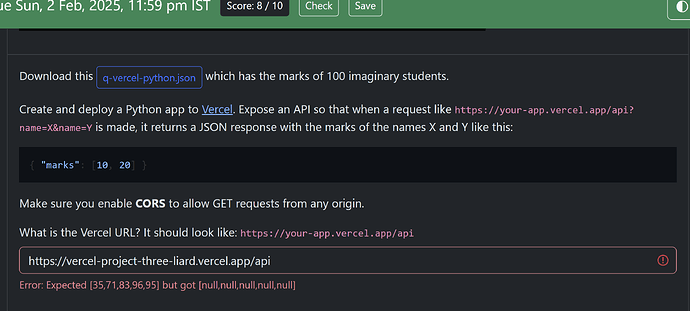 ue Sun, 2 Feb, 2025, 11:59 pm IST Score: 8 / 10 Check Save
Download this q-vercel-python.json which has the marks of 100 imaginary students.
Create and deploy a Python app to Vercel. Expose an API so that when a request like https://your-app.vercel.app/api?
name=X&name=Y is made, it returns a JSON response with the marks of the names X and Y like this:
{ "marks": [10, 20] }
Make sure you enable CORS to allow GET requests from any origin.
What is the Vercel URL? It should look like: https://your-app.vercel.app/api
https://vercel-project-three-liard.vercel.app/api
Error: Expected [35,71,83,96,95] but got [null,null,null,null,null]